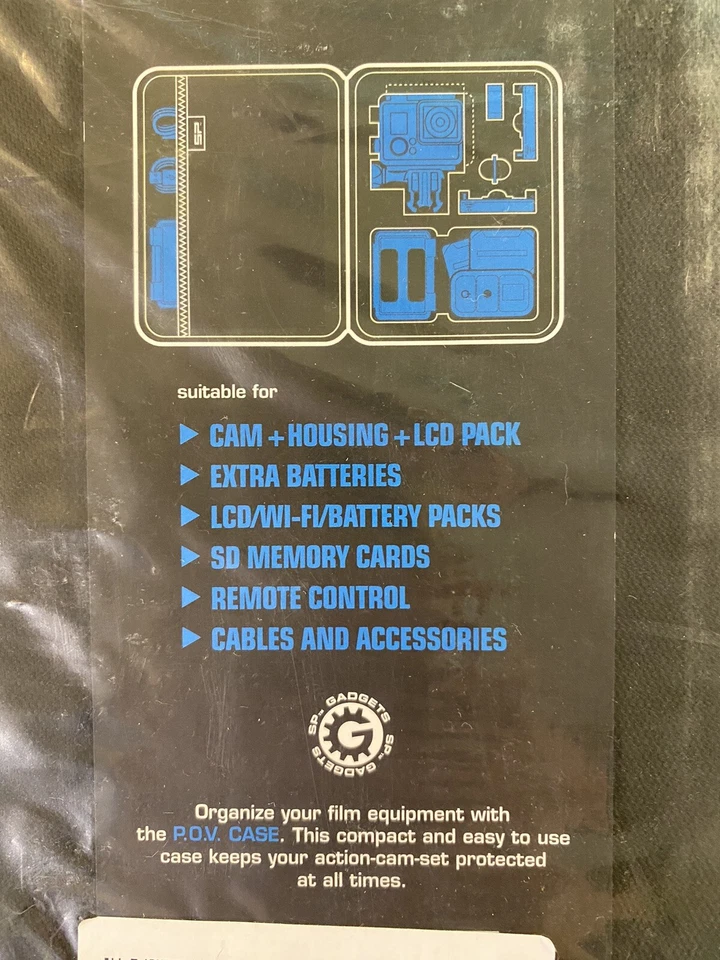 SP
suitable for
▶ CAM + HOUSING + LCD PACK
▶ EXTRA BATTERIES
▶ LCD/WI-FI/BATTERY PACKS
▶ SD MEMORY CARDS
▶ REMOTE CONTROL
▶ CABLES AND ACCESSORIES
SP™ GADGETS SP™ GADGETS
G
Organize your film equipment with
the P.O.V. CASE. This compact and easy to use
case keeps your action-cam-set protected
at all times.